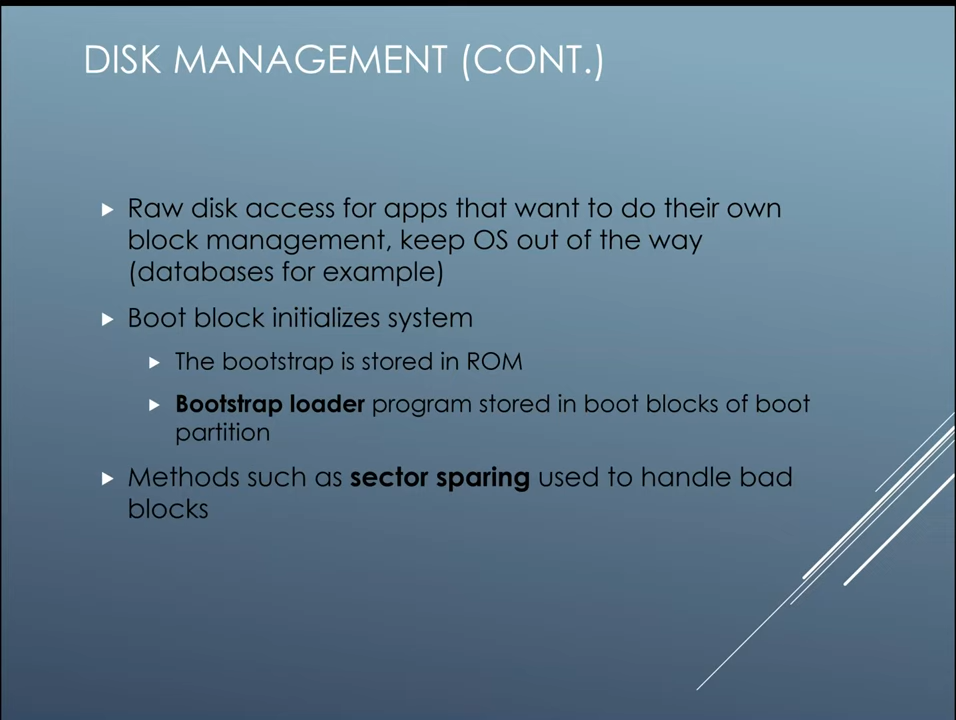 DISK MANAGEMENT (CONT.)
Raw disk access for apps that want to do their own
block management, keep OS out of the way
(databases for example)
Boot block initializes system
The bootstrap is stored in ROM
Bootstrap loader program stored in boot blocks of boot
partition
Methods such as sector sparing used to handle bad
blocks